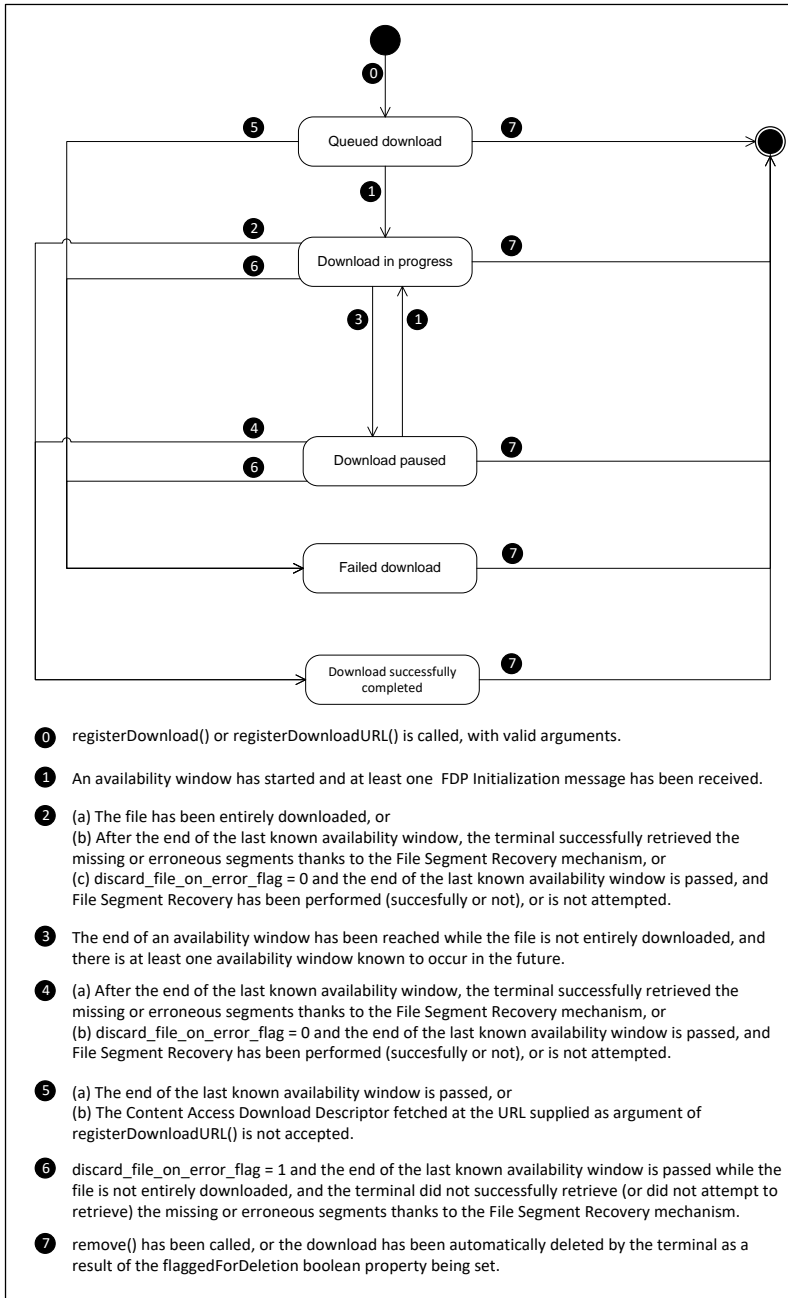 0
5
Queued download
7
1
2
Download in progress
7
6
3
1
4
Download paused
7
6
7
Failed download
7
Download successfully
completed
0 registerDownload() or registerDownloadURL() is called, with valid arguments.
1 An availability window has started and at least one FDP Initialization message has been received.
2 (a) The file has been entirely downloaded, or
(b) After the end of the last known availability window, the terminal successfully retrieved the
missing or erroneous segments thanks to the File Segment Recovery mechanism, or
(c) discard_file_on_error_flag = 0 and the end of the last known availability window is passed, and
File Segment Recovery has been performed (succesfully or not), or is not attempted.
3 The end of an availability window has been reached while the file is not entirely downloaded, and
there is at least one availability window known to occur in the future.
4 (a) After the end of the last known availability window, the terminal successfully retrieved the
missing or erroneous segments thanks to the File Segment Recovery mechanism, or
(b) discard_file_on_error_flag = 0 and the end of the last known availability window is passed, and
File Segment Recovery has been performed (succesfully or not), or is not attempted.
5 (a) The end of the last known availability window is passed, or
(b) The Content Access Download Descriptor fetched at the URL supplied as argument of
registerDownloadURL() is not accepted.
6 discard_file_on_error_flag = 1 and the end of the last known availability window is passed while the
file is not entirely downloaded, and the terminal did not successfully retrieve (or did not attempt to
retrieve) the missing or erroneous segments thanks to the File Segment Recovery mechanism.
7 remove() has been called, or the download has been automatically deleted by the terminal as a
result of the flaggedForDeletion boolean property being set.